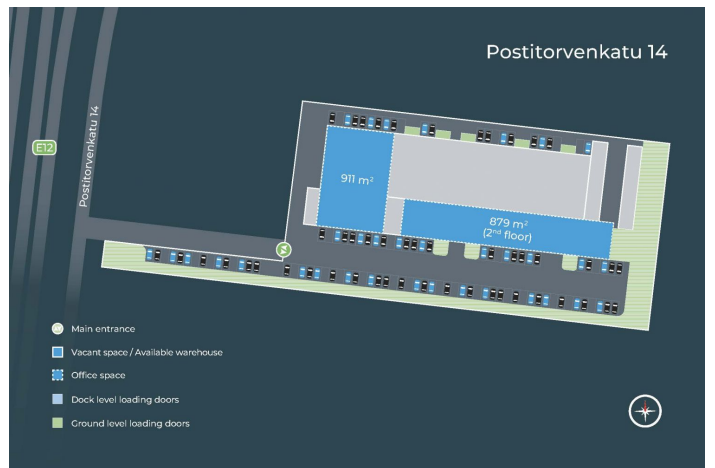 Postitorvenkatu 14
E12
Postitorvenkatu 14
911 m²
879 m²
(2ⁿᵈ floor)
Main entrance
Vacant space / Available warehouse
Office space
Dock level loading doors
Ground level loading doors